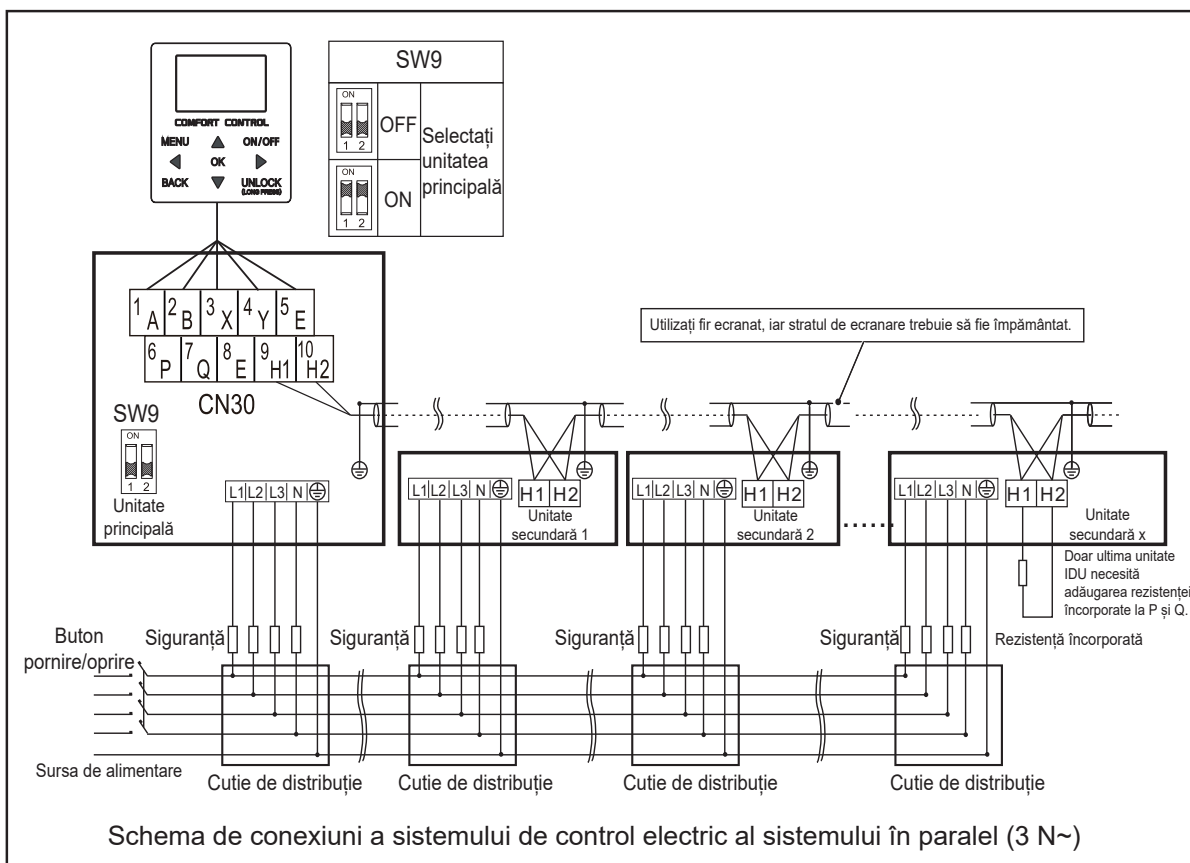 SW9
ON
1 2
OFF
ON
1 2
ON
Selectați
unitatea
principală
COMFORT CONTROL
MENU ▲ ON/OFF
◀ OK ▶
BACK ▼ UNLOCK
(LONG PRESS)
1 A 2 B 3 X 4 Y 5 E
6 P 7 Q 8 E 9 H1 10 H2
CN30
Utilizați fir ecranat, iar stratul de ecranare trebuie să fie împământat.
SW9
ON
1 2
Unitate
principală
L1 L2 L3 N
L1 L2 L3 N
H1 H2
Unitate
secundară 1
L1 L2 L3 N
H1 H2
Unitate
secundară 2
L1 L2 L3 N
H1 H2
Unitate
secundară x
Doar ultima unitate
IDU necesită
adăugarea rezistenței
încorporate la P și Q.
Rezistență încorporată
Buton
pornire/oprire
Siguranță
Siguranță
Siguranță
Siguranță
Sursa de alimentare
Cutie de distribuție
Cutie de distribuție
Cutie de distribuție
Cutie de distribuție
Schema de conexiuni a sistemului de control electric al sistemului în paralel (3 N~)